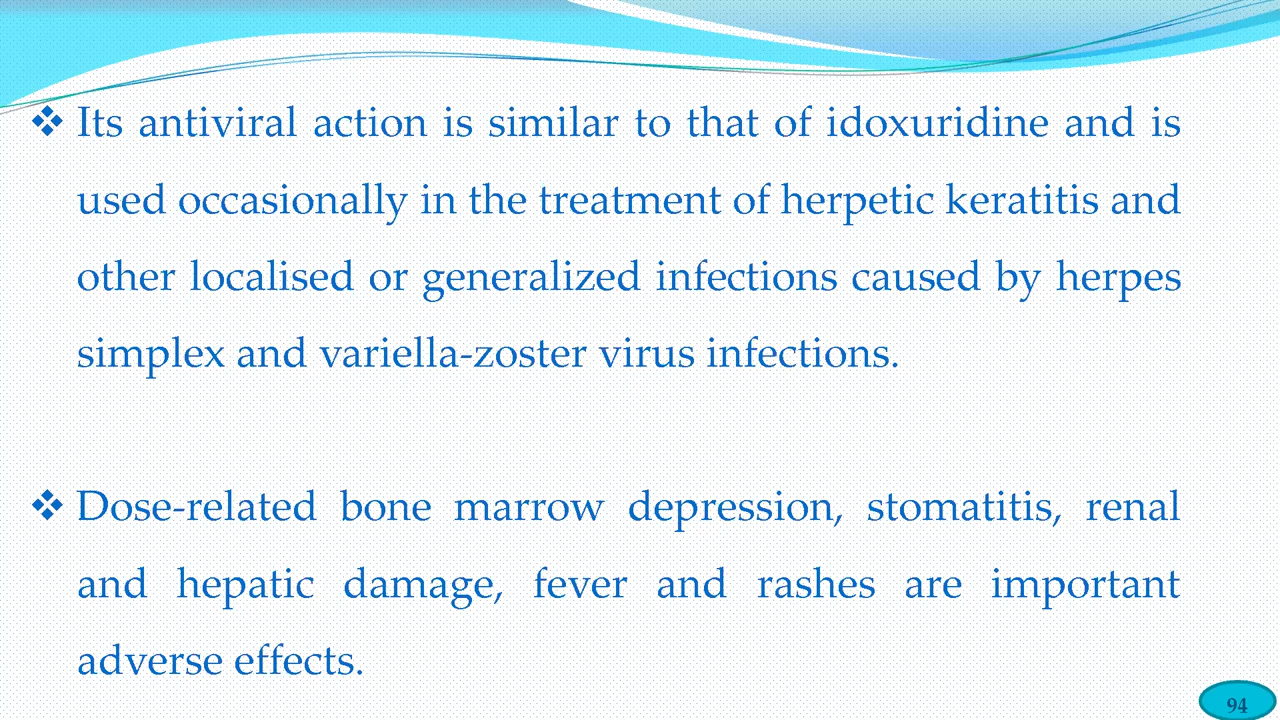 ❖ Its antiviral action is similar to that of idoxuridine and is
used occasionally in the treatment of herpetic keratitis and
other localised or generalized infections caused by herpes
simplex and variella-zoster virus infections.
❖ Dose-related bone marrow depression, stomatitis, renal
and hepatic damage, fever and rashes are important
adverse effects.
94